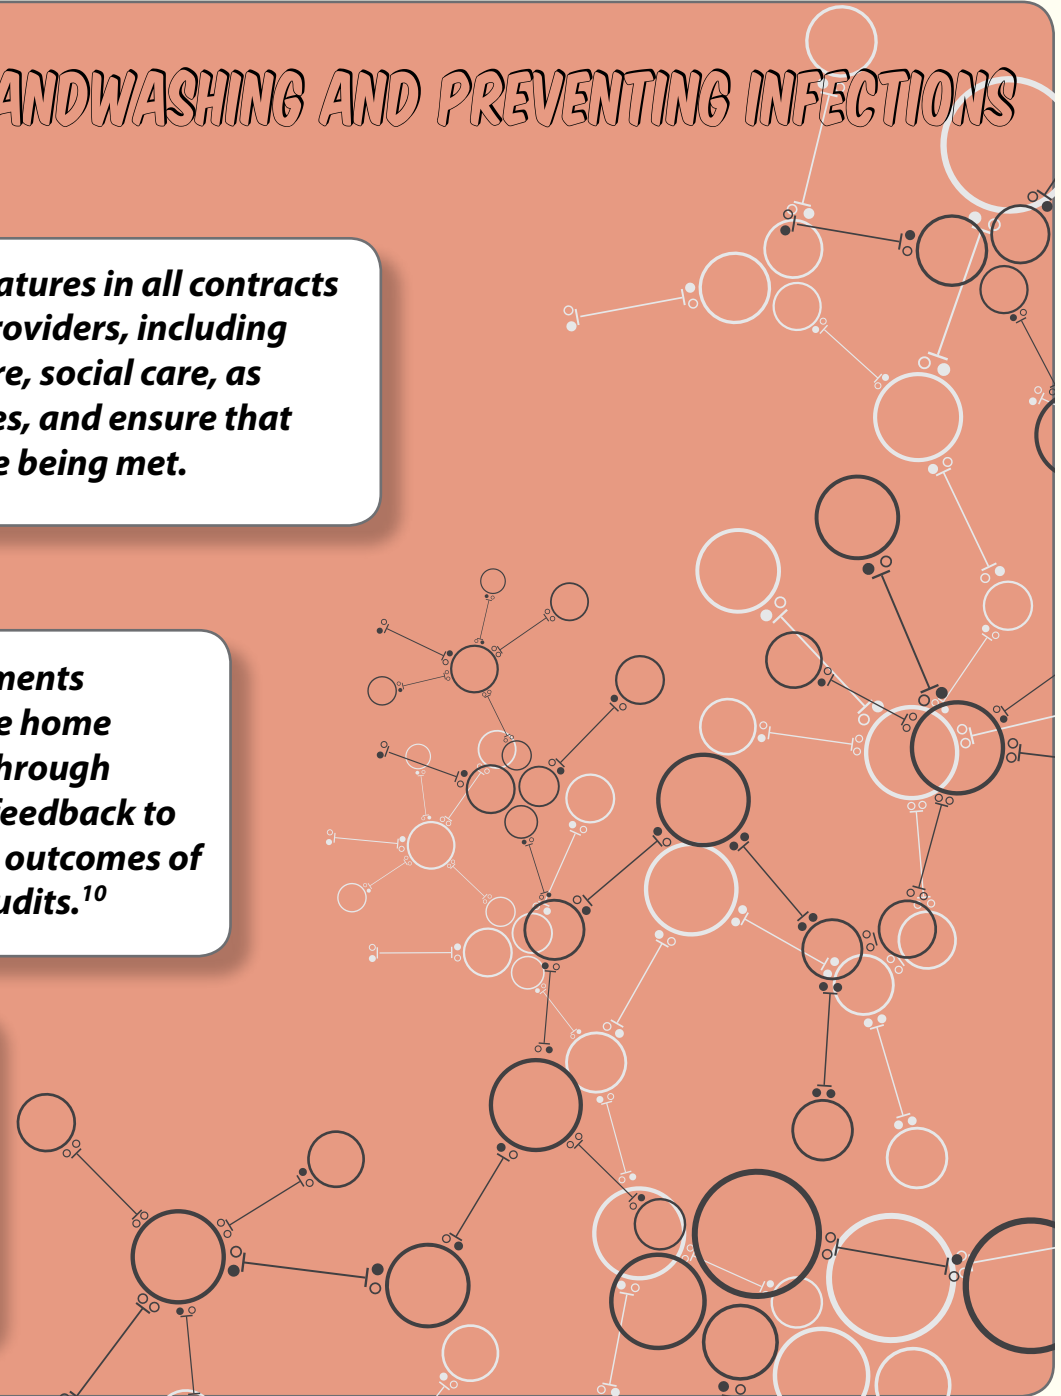 ANDWASHING AND PREVENTING INFECTIONS
atures in all contracts
roviders, including
re, social care, as
es, and ensure that
e being met.
ments
e home
hrough
feedback to
outcomes of
udits.10